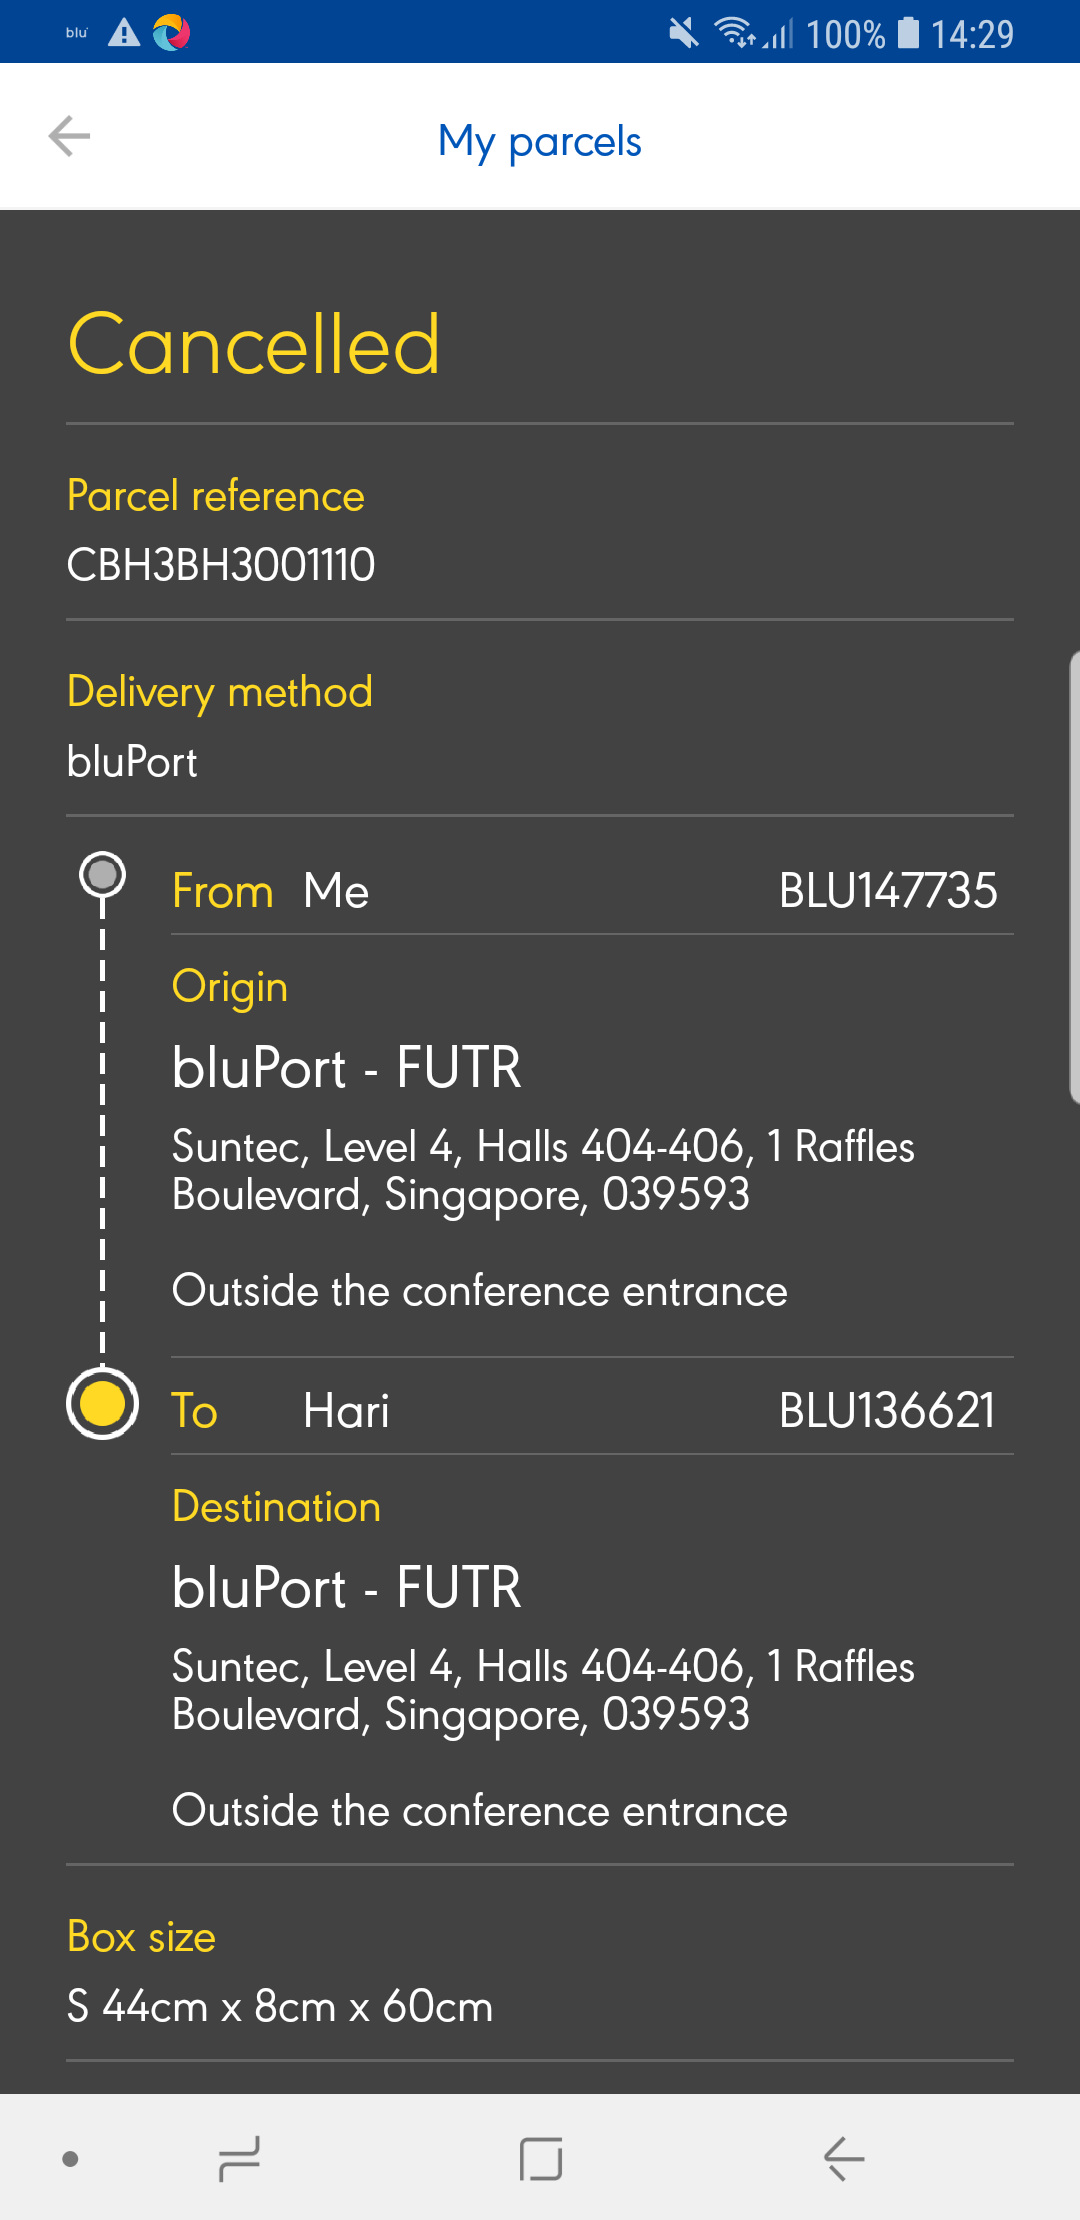 blu
100% 14:29
My parcels
Cancelled
Parcel reference
CBH3BH3001110
Delivery method
bluPort
From Me BLU147735
Origin
bluPort - FUTR
Suntec, Level 4, Halls 404-406, 1 Raffles
Boulevard, Singapore, 039593
Outside the conference entrance
To Hari BLU136621
Destination
bluPort - FUTR
Suntec, Level 4, Halls 404-406, 1 Raffles
Boulevard, Singapore, 039593
Outside the conference entrance
Box size
S 44cm x 8cm x 60cm